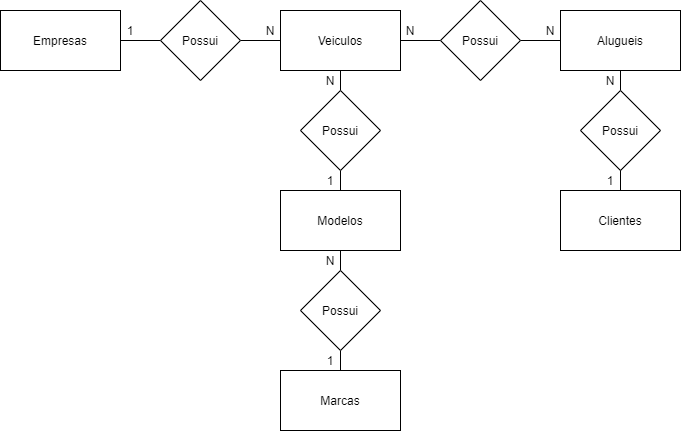 Empresas
1
Possui
N
Veiculos
N
Possui
N
Alugueis
N
Possui
1
Modelos
N
Possui
1
Marcas
N
Possui
1
Clientes